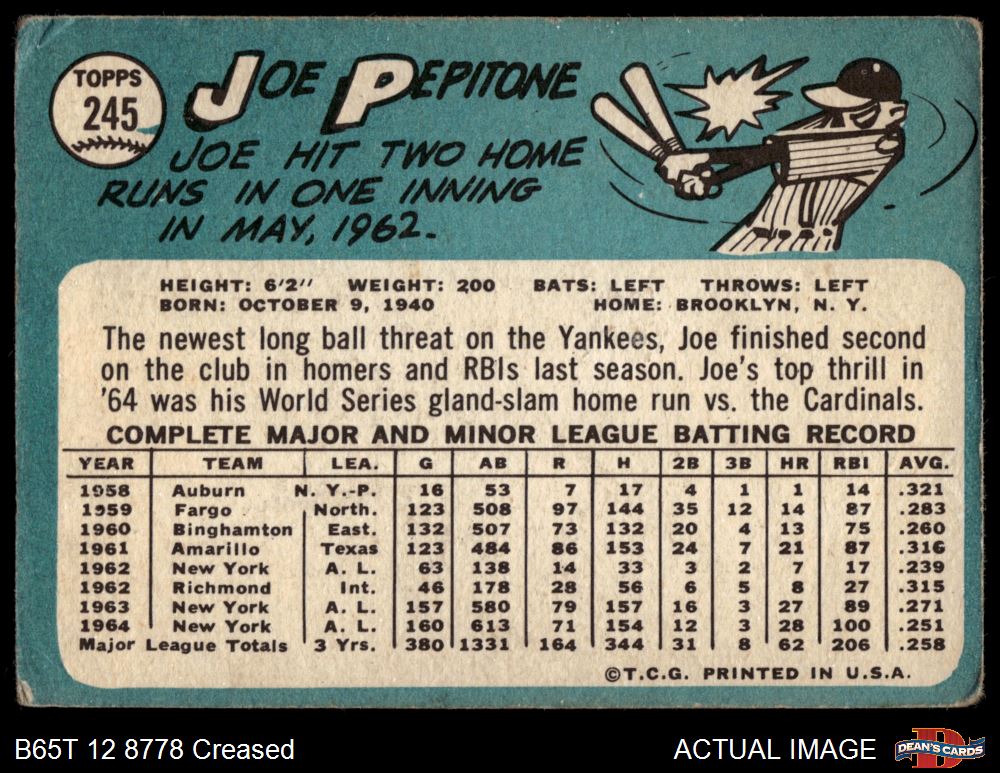 TOPPS
245
JOE PEPITONE
JOE HIT TWO HOME
RUNS IN ONE INNING
IN MAY, 1962.
HEIGHT: 6'2" WEIGHT: 200 BATS: LEFT THROWS: LEFT
BORN: OCTOBER 9, 1940 HOME: BROOKLYN, N. Y.
The newest long ball threat on the Yankees, Joe finished second
on the club in homers and RBIs last season. Joe's top thrill in
'64 was his World Series gland-slam home run vs. the Cardinals.
COMPLETE MAJOR AND MINOR LEAGUE BATTING RECORD
YEAR TEAM LEA. G AB R H 2B 3B HR RBI AVG.
1958 Auburn N. Y.-P. 16 53 7 17 4 1 1 14 .321
1959 Fargo North. 123 508 97 144 35 12 14 87 .283
1960 Binghamton East. 132 507 73 132 20 4 13 75 .260
1961 Amarillo Texas 123 484 86 153 24 7 21 87 .316
1962 New York A. L. 63 138 14 33 3 2 7 17 .239
1962 Richmond Int. 46 178 28 56 6 5 8 27 .315
1963 New York A. L. 157 580 79 157 16 3 27 89 .271
1964 New York A. L. 160 613 71 154 12 3 28 100 .251
Major League Totals 3 Yrs. 380 1331 164 344 31 8 62 206 .258
©T.C.G. PRINTED IN U.S.A.
B65T 12 8778 Creased
ACTUAL IMAGE
D
DEAN'S CARDS